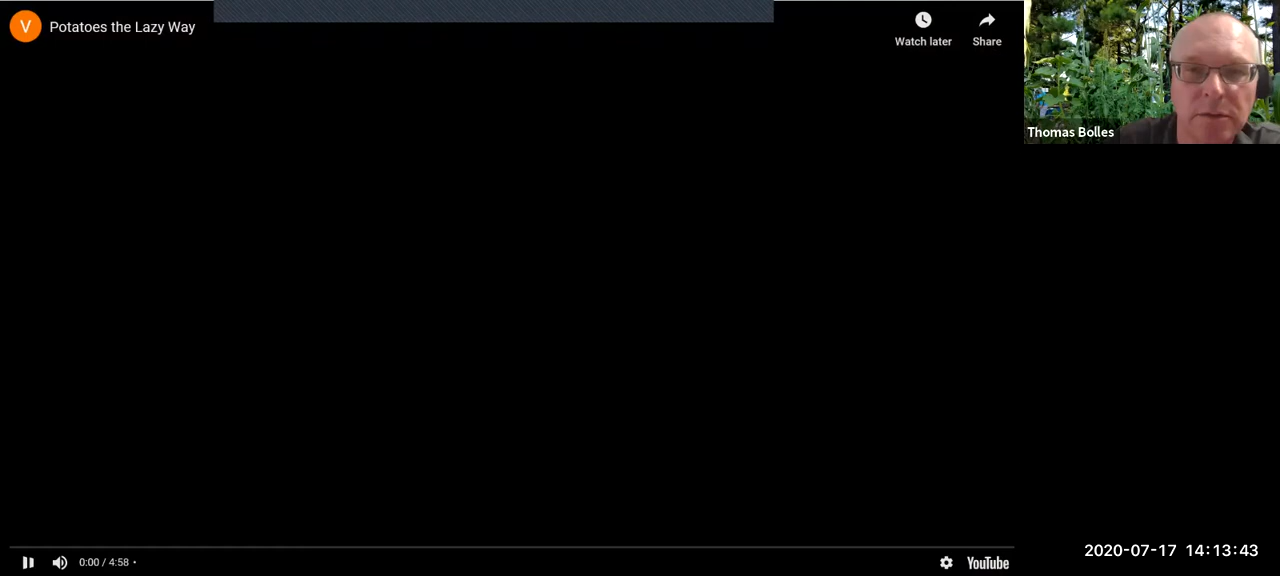 V
Potatoes the Lazy Way
Watch later
Share
Thomas Bolles
0:00 / 4:58 •
YouTube
2020-07-17 14:13:43